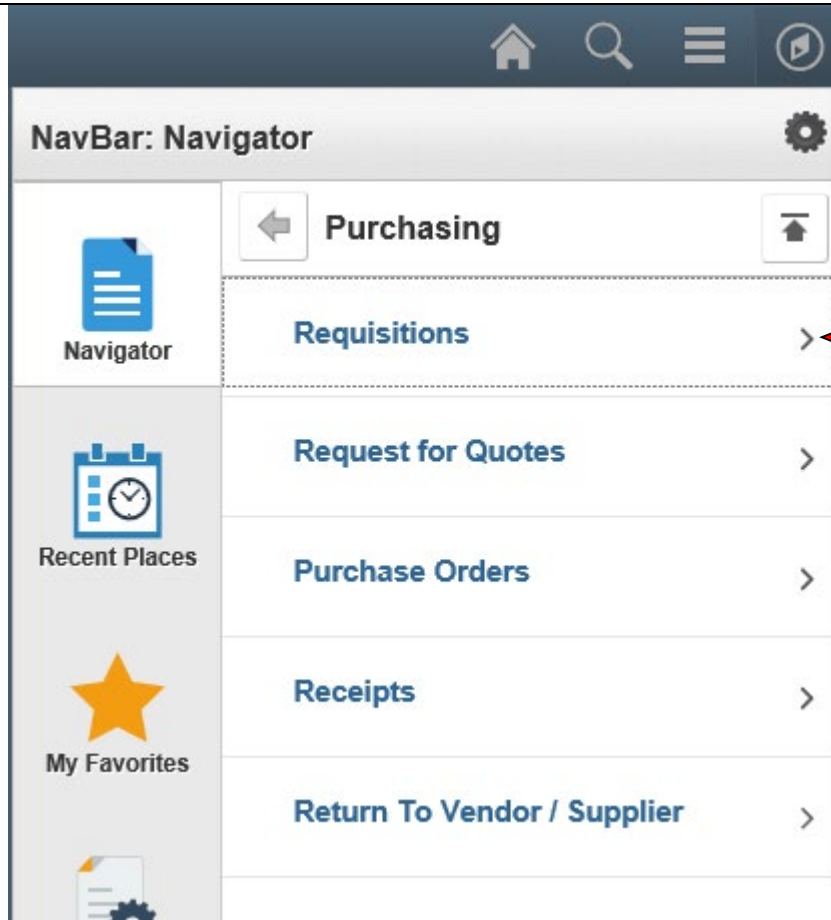 NavBar: Navigator
Purchasing
Navigator
Requisitions
Request for Quotes
Recent Places
Purchase Orders
Receipts
My Favorites
Return To Vendor / Supplier